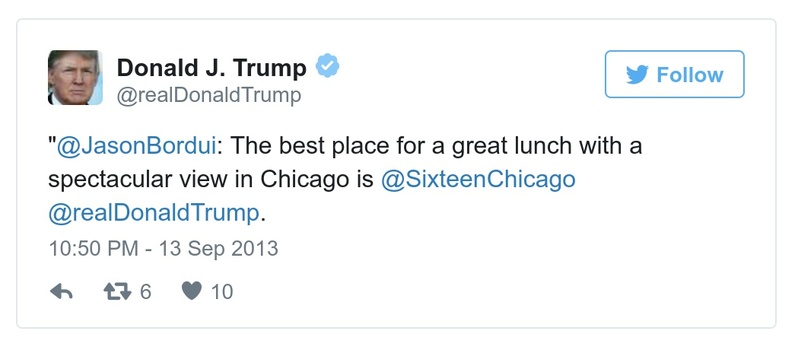 Donald J. Trump
@realDonaldTrump
Follow
"@JasonBordui: The best place for a great lunch with a
spectacular view in Chicago is @SixteenChicago
@realDonaldTrump.
10:50 PM - 13 Sep 2013
6 10